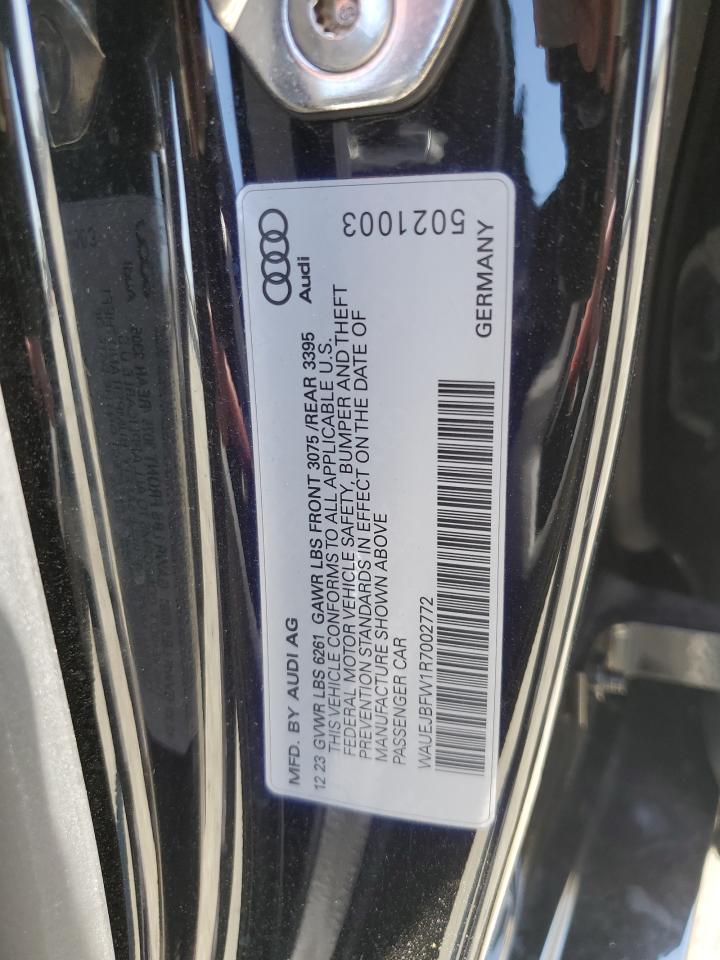 MFD. BY AUDI AG
Audi
12.23 GVWR LBS 6261 GAWR LBS FRONT 3075 /REAR 3395
THIS VEHICLE CONFORMS TO ALL APPLICABLE U.S.
FEDERAL MOTOR VEHICLE SAFETY, BUMPER AND THEFT
PREVENTION STANDARDS IN EFFECT ON THE DATE OF
MANUFACTURE SHOWN ABOVE
PASSENGER CAR
WAUEJBFW1R7002772
GERMANY
5021003